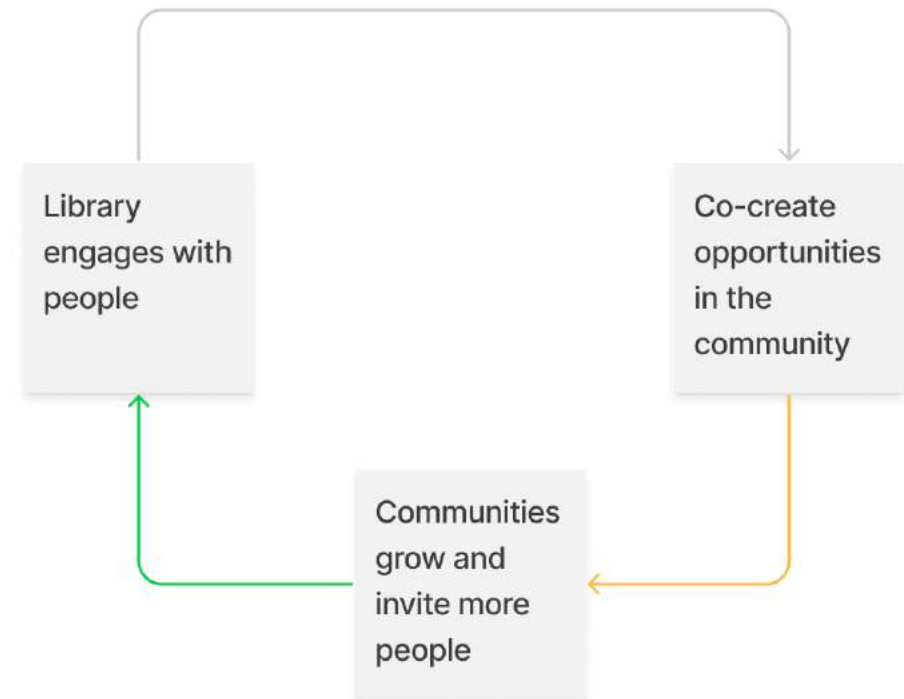 Library
engages with
people
Co-create
opportunities
in the
community
Communities
grow and
invite more
people